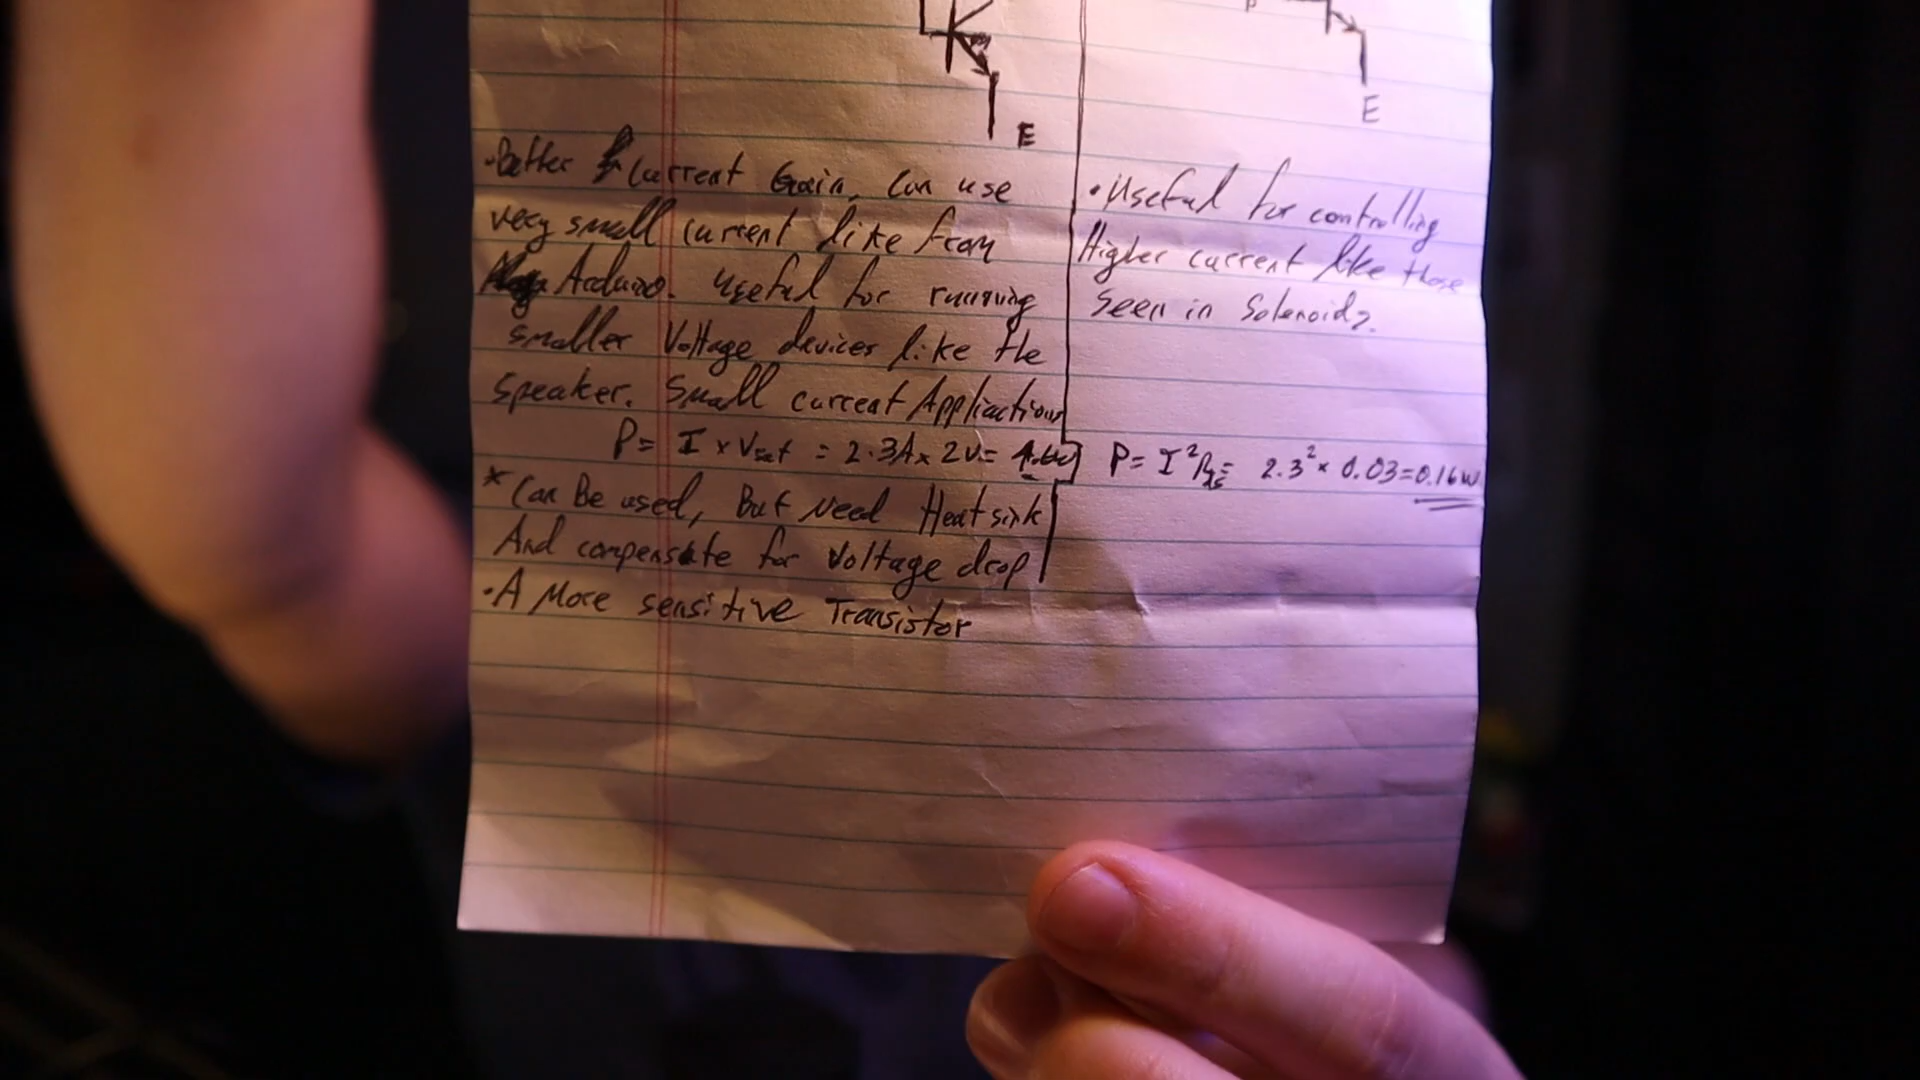 E
E
·Better Current Gain, Can use
very small current like from
Arduino. Useful for running
smaller Voltage devices like the
speaker. Small current Applications
P= I x Vsat = 2.3A x 2V=
* Can Be used, But Need Heat sink
And compensate for Voltage drop
·A More sensitive Transistor
·Useful for controlling
Higher current like those
seen in Solenoids.
P= I²R = 2.3² x 0.03=0.16W